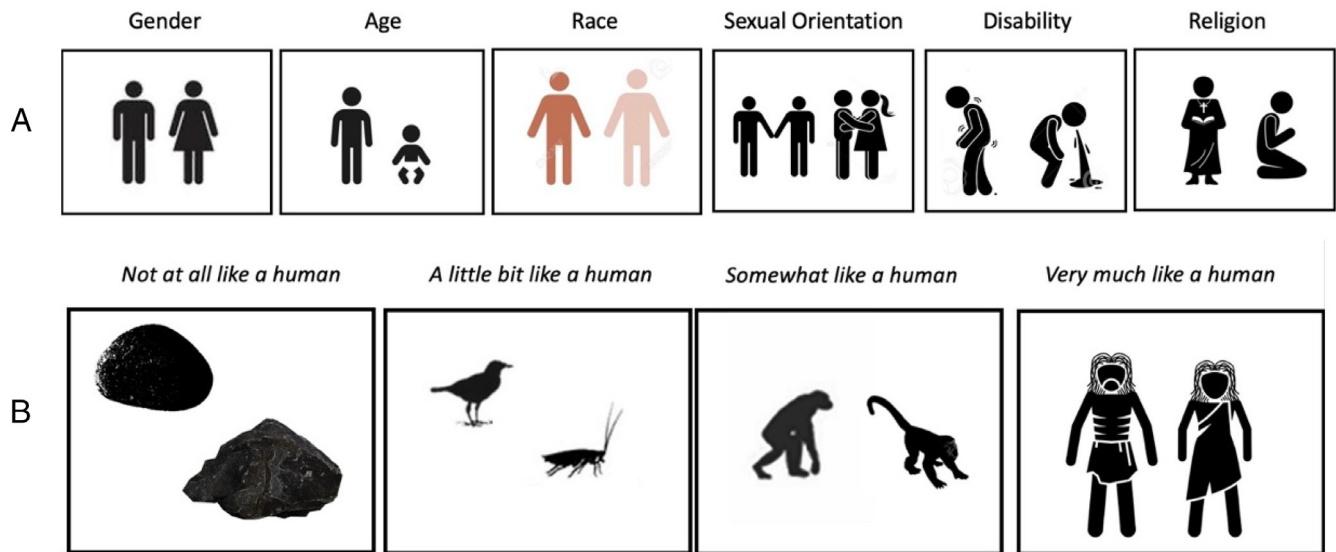 Gender Age Race Sexual Orientation Disability Religion
A
Not at all like a human A little bit like a human Somewhat like a human Very much like a human
B